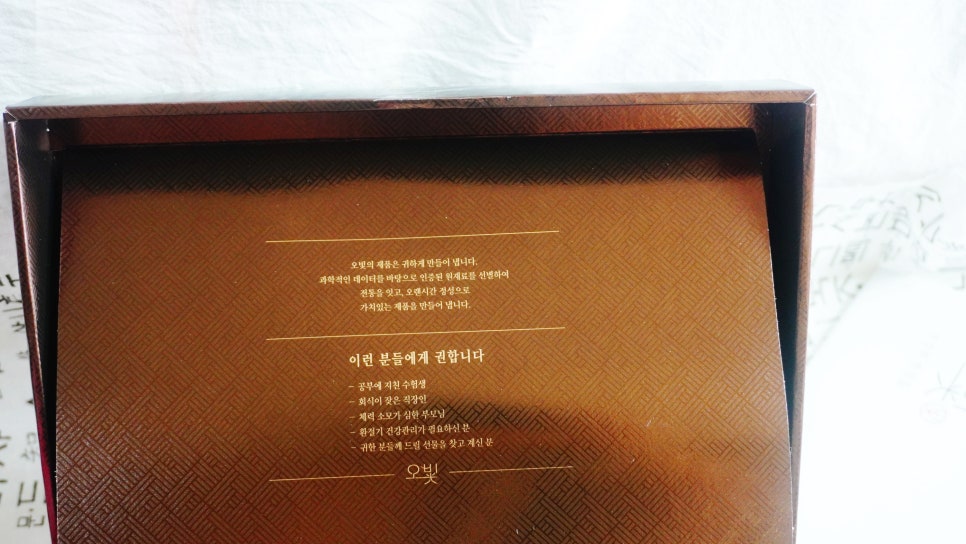 오빛의 제품은 귀하게 만들어 냅니다.
과학적인 데이터를 바탕으로 인증된 원재료를 선별하여
전통을 잇고, 오랜시간 정성으로
가치있는 제품을 만들어 냅니다.
이런 분들에게 권합니다
– 공부에 지친 수험생
– 회식이 잦은 직장인
– 체력 소모가 심한 부모님
– 환절기 건강관리가 필요하신 분
– 귀한 분들께 드릴 선물을 찾고 계신 분
오빛